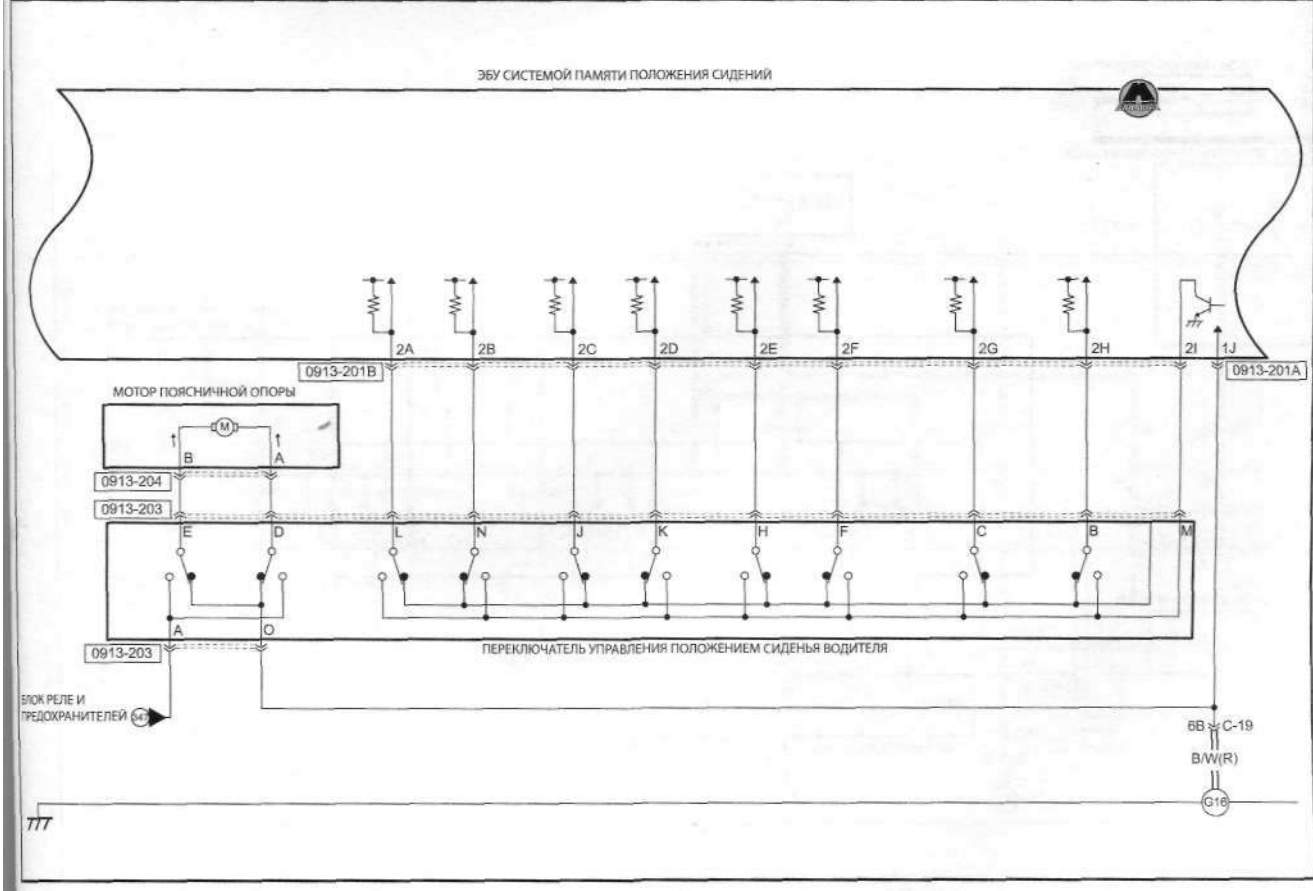 ЭБУ СИСТЕМОЙ ПАМЯТИ ПОЛОЖЕНИЯ СИДЕНИЙ
2A 2B 2C 2D 2E 2F 2G 2H 2I 1J
0913-201B
0913-201A
МОТОР ПОЯСНИЧНОЙ ОПОРЫ
M
B A
0913-204
0913-203
E D L N J K H F C B M
A O
0913-203
ПЕРЕКЛЮЧАТЕЛЬ УПРАВЛЕНИЯ ПОЛОЖЕНИЕМ СИДЕНЬЯ ВОДИТЕЛЯ
БЛОК РЕЛЕ И
ПРЕДОХРАНИТЕЛЕЙ
6B C-19
B/W(R)
G16